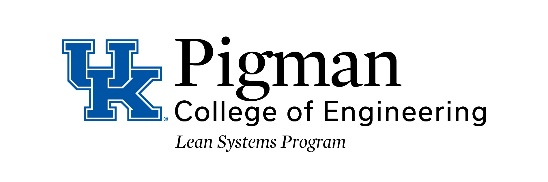 UK Pigman
College of Engineering
Lean Systems Program